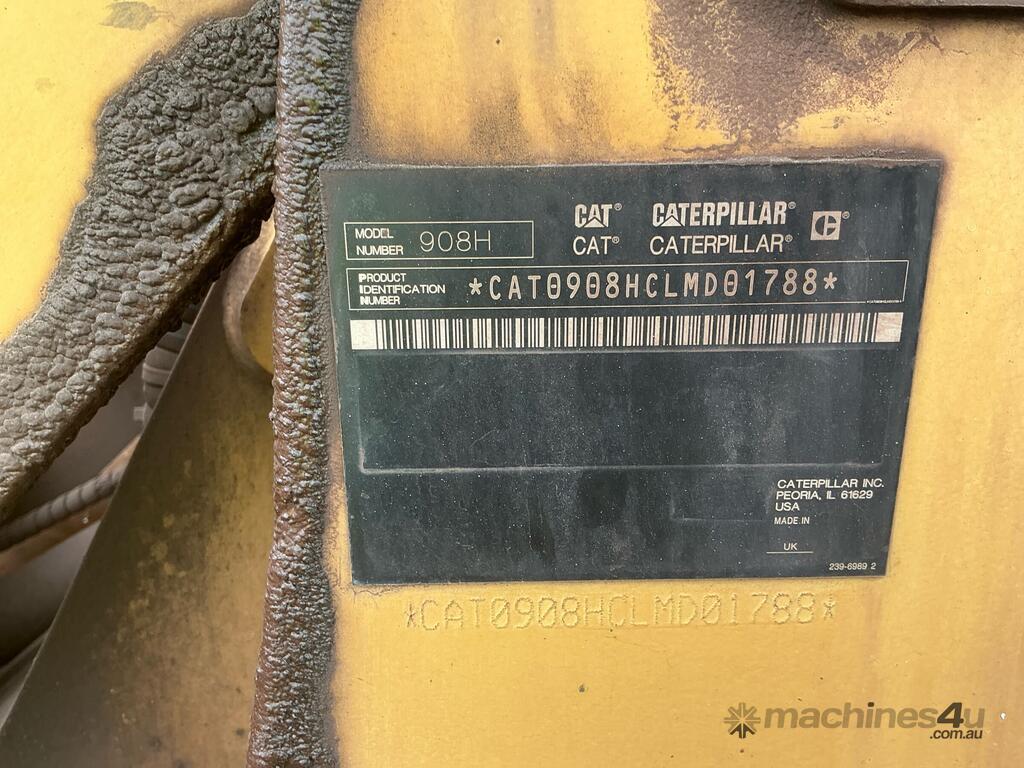 MODEL
NUMBER 908H
CAT® CATERPILLAR®
CAT® CATERPILLAR®
PRODUCT
IDENTIFICATION
NUMBER
*CAT0908HCLMD01788*
CATERPILLAR INC.
PEORIA, IL 61629
USA
MADE IN
UK
239-6989 2
*CAT0908HCLMD01788*
machines4u
.com.au